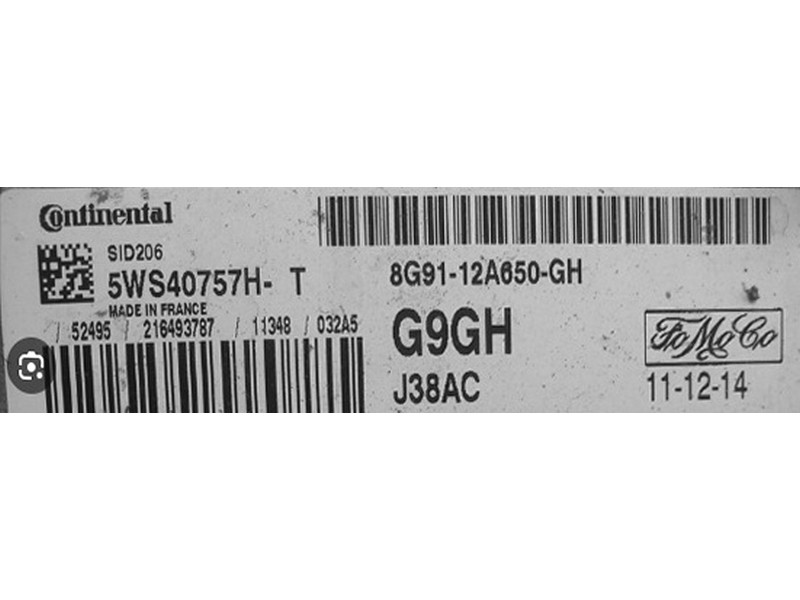 Continental
SID206
5WS40757H- T
MADE IN FRANCE
/ 52495 / 216493787 / 11348 / 032A5
8G91-12A650-GH
G9GH
J38AC
FoMoCo
11-12-14